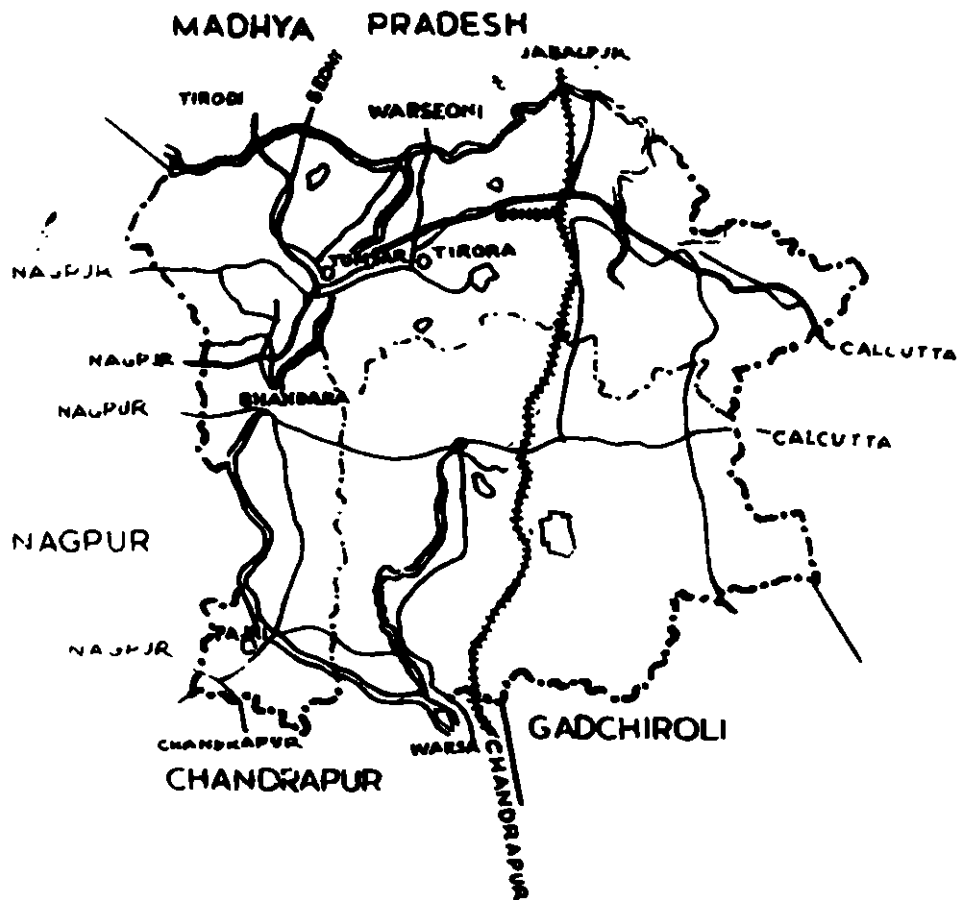 MADHYA PRADESH
JABALPUR
SEONI
TIRODI
WARSEONI
TUMSAR
TIRORA
NAGPUR
NAGPUR
CALCUTTA
BHANDARA
NAGPUR
CALCUTTA
NAGPUR
NAGPUR
GADCHIROLI
CHANDRAPUR
WARSA
CHANDRAPUR
CHANDRAPUR